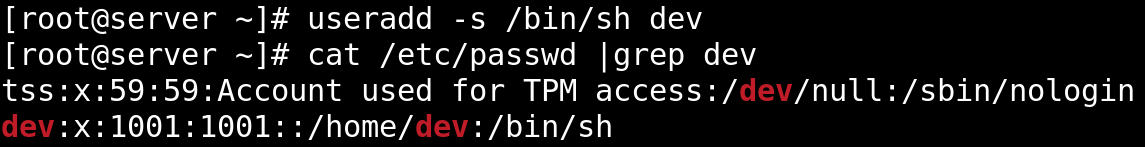 [root@server ~]# useradd -s /bin/sh dev
[root@server ~]# cat /etc/passwd |grep dev
tss:x:59:59:Account used for TPM access:/dev/null:/sbin/nologin
dev:x:1001:1001::/home/dev:/bin/sh